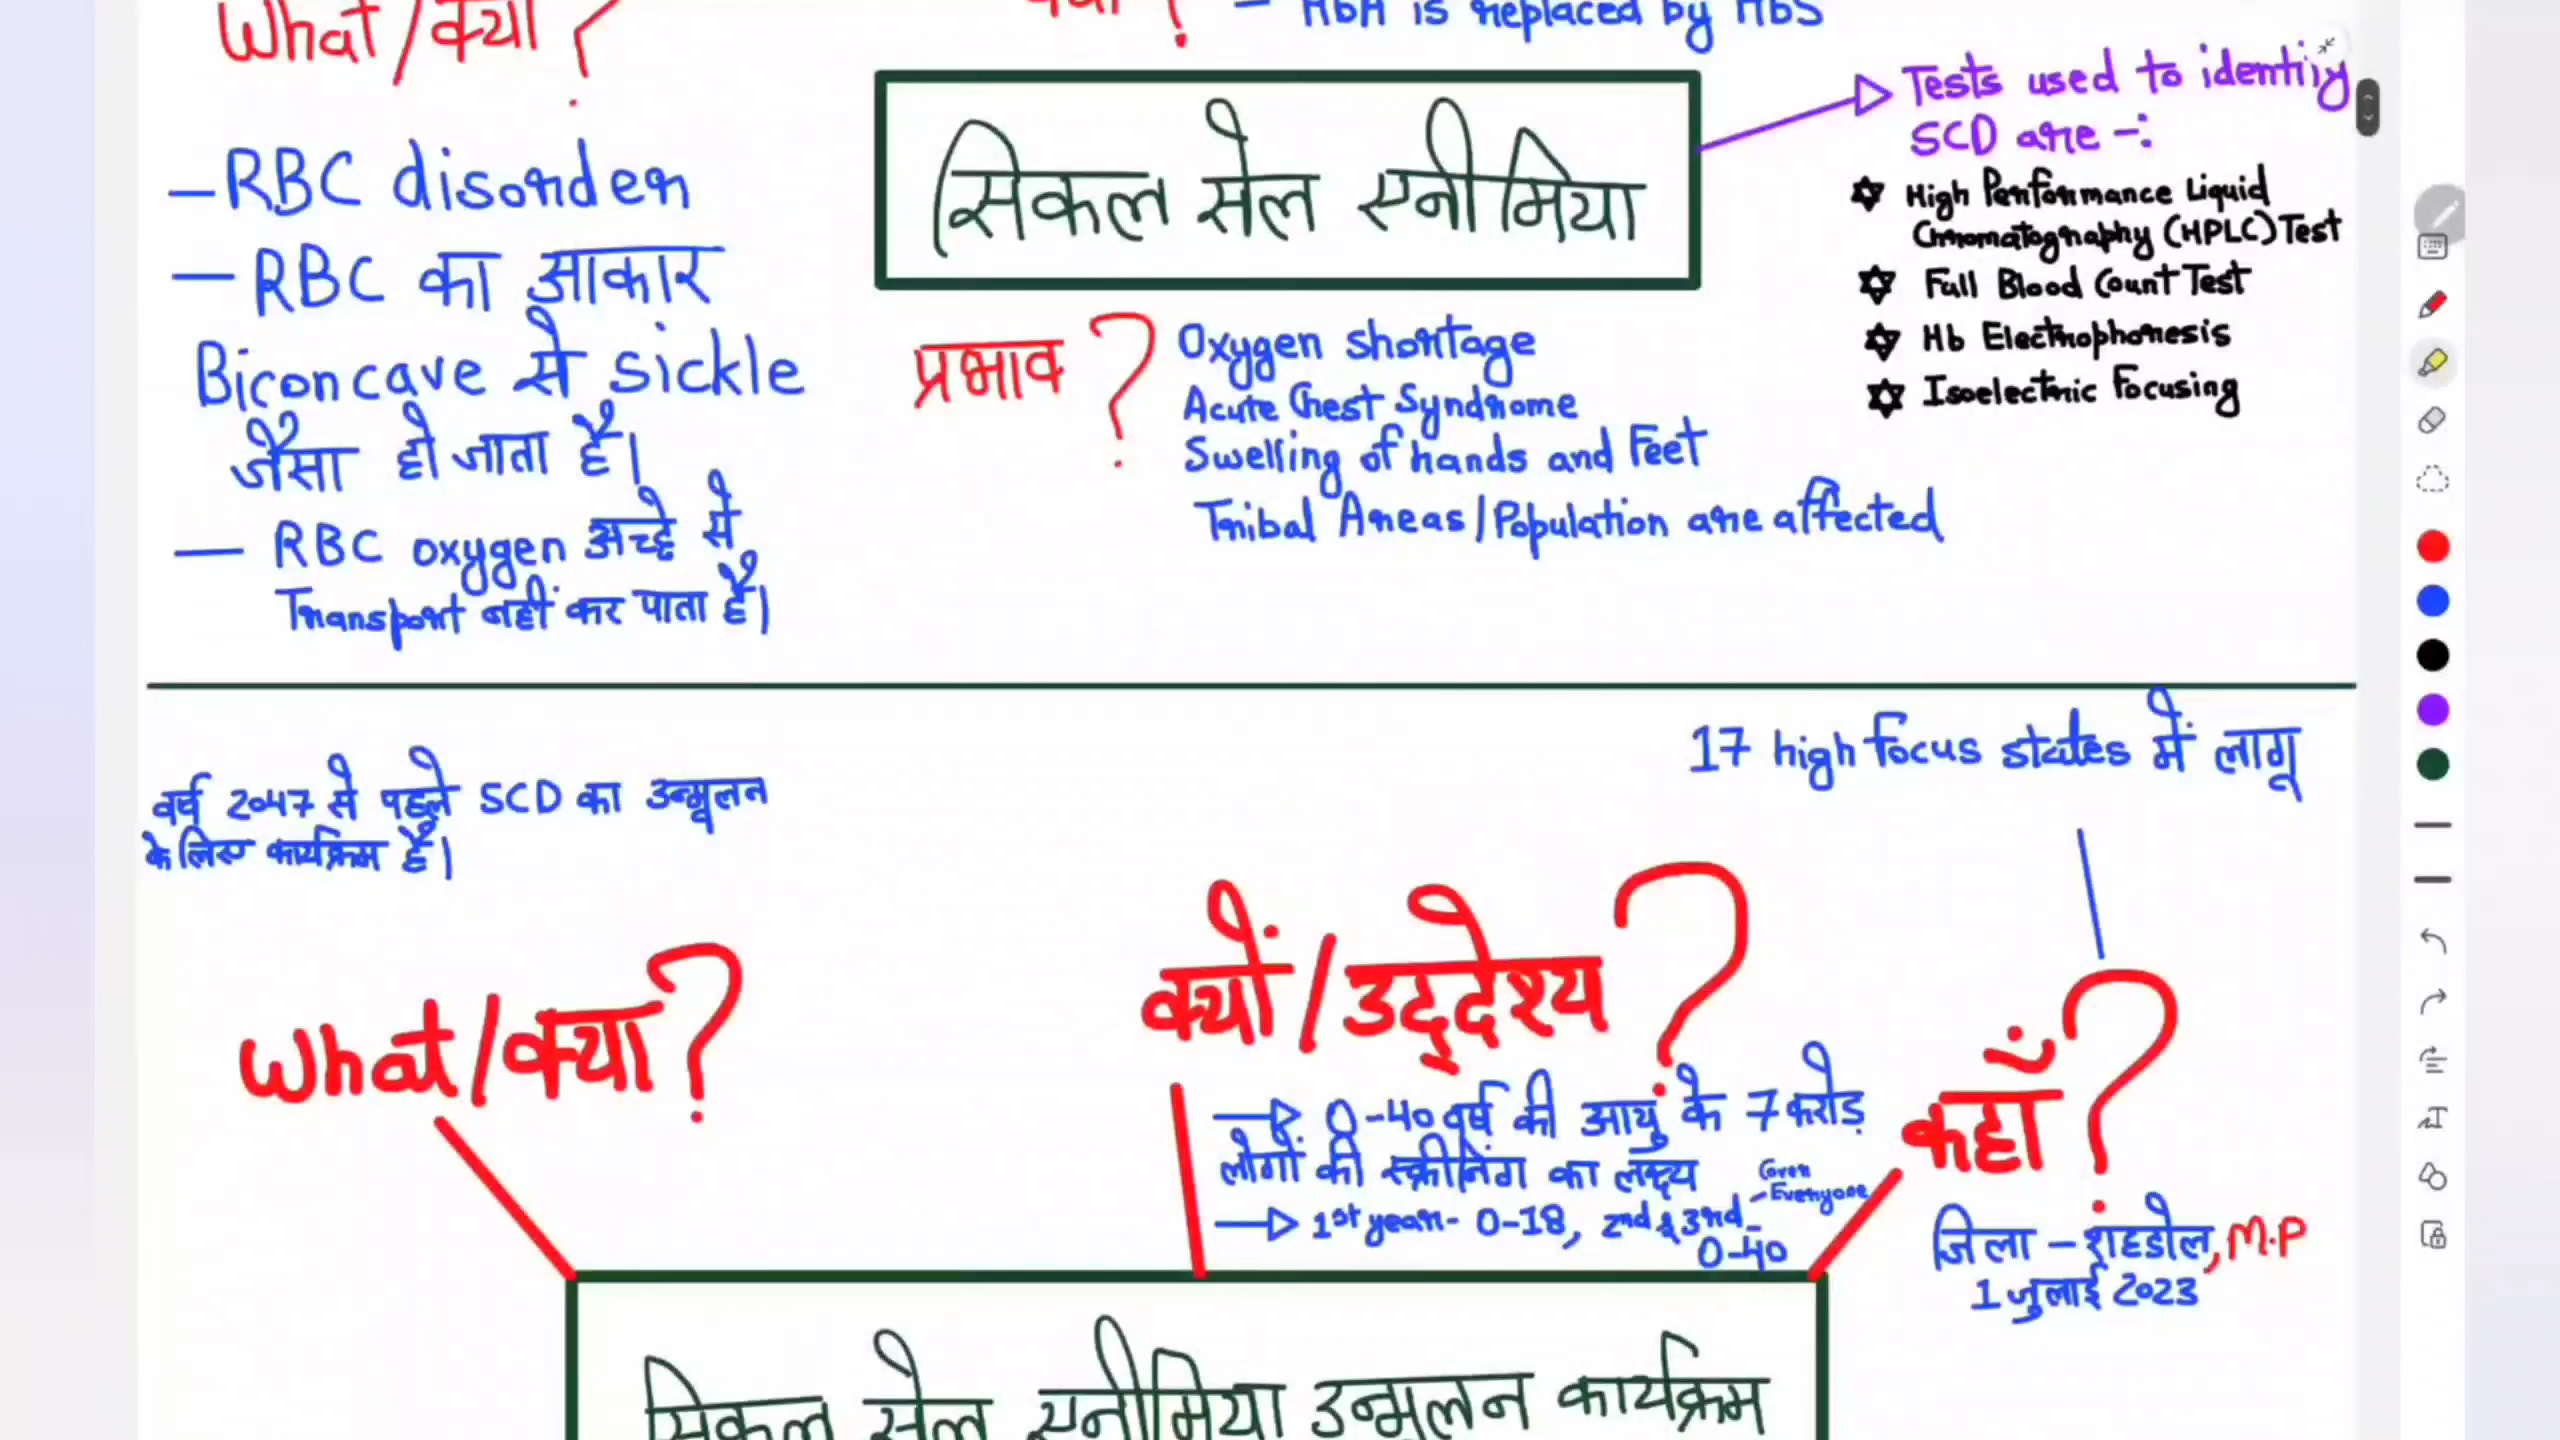 What/क्या ?
क्यों ? – HbA is replaced by HbS
– RBC disorder
– RBC का आकार
Biconcave से sickle
जैसा हो जाता है।
– RBC oxygen अच्छे से
Transport नहीं कर पाता है।
सिकल सेल एनीमिया
Tests used to identify
SCD are -:
High Performance Liquid
Chromatography (HPLC) Test
Full Blood Count Test
Hb Electrophoresis
Isoelectric Focusing
प्रभाव ?
Oxygen shortage
Acute Chest Syndrome
Swelling of hands and Feet
Tribal Areas/Population are affected
वर्ष 2047 से पहले SCD का उन्मूलन
के लिए कार्यक्रम है।
17 high focus states में लागू
What/क्या ?
क्यों/उद्देश्य ?
→ 0-40 वर्ष की आयु के 7 करोड़
लोगों की स्क्रीनिंग का लक्ष्य
→ 1st year- 0-18, 2nd & 3rd -
0-40
– Cover
Everyone
कहाँ ?
जिला – शहडोल, M.P
1 जुलाई 2023
सिकल सेल एनीमिया उन्मूलन कार्यक्रम